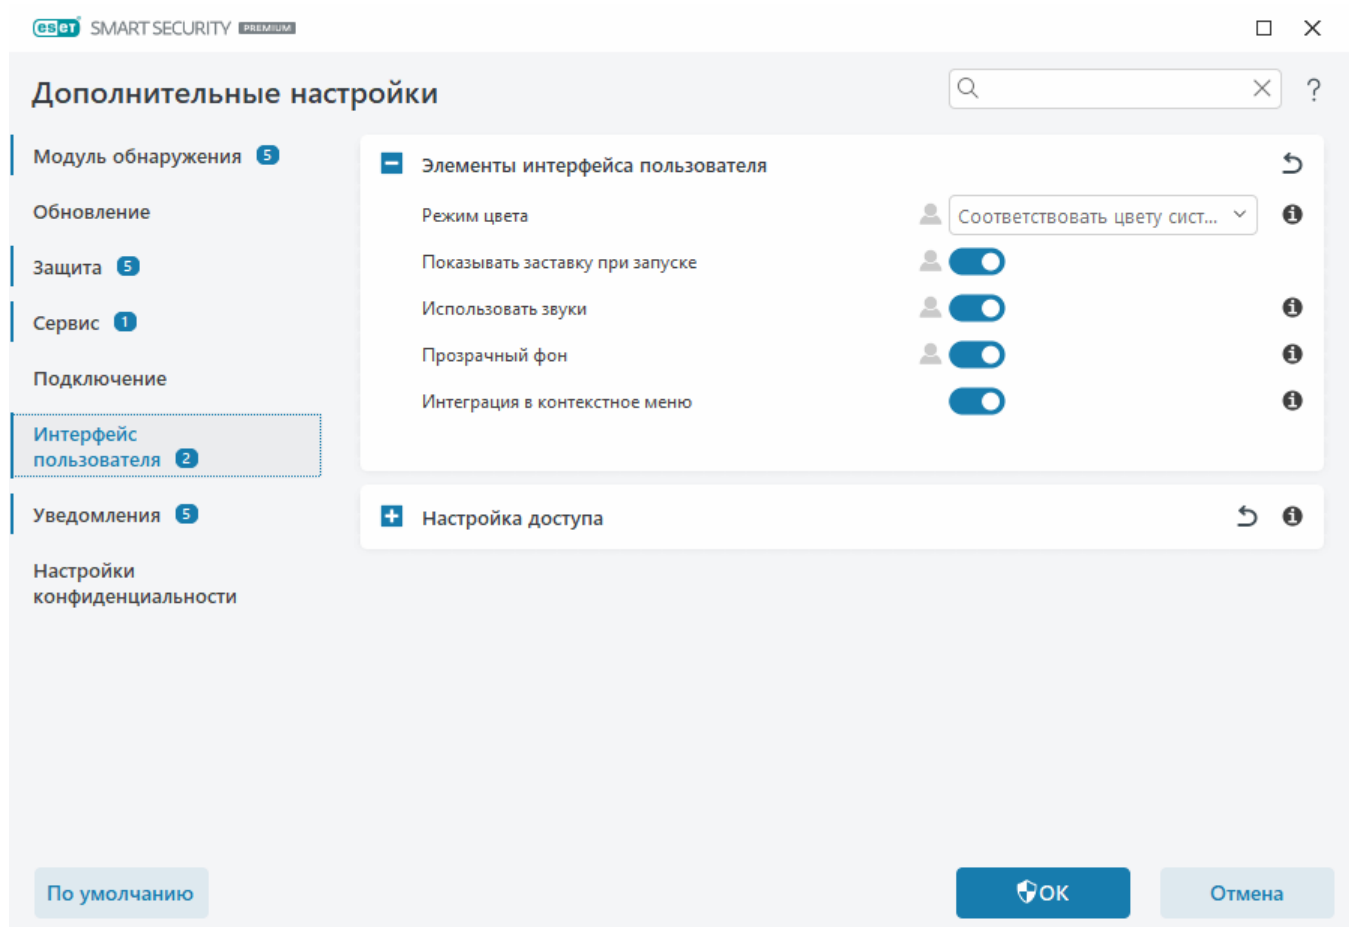 eset SMART SECURITY PREMIUM
Дополнительные настройки
?
Модуль обнаружения 5
Обновление
Защита 5
Сервис 1
Подключение
Интерфейс
пользователя 2
Уведомления 5
Настройки
конфиденциальности
Элементы интерфейса пользователя
Режим цвета
Соответствовать цвету сист...
Показывать заставку при запуске
Использовать звуки
Прозрачный фон
Интеграция в контекстное меню
Настройка доступа
По умолчанию
ОК
Отмена